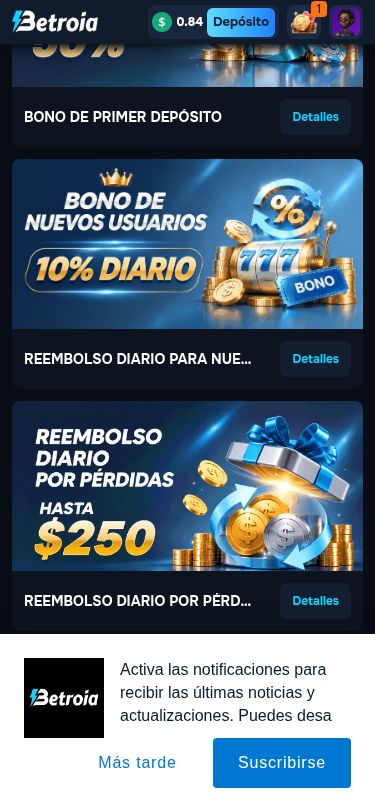 Betroia
$ 0.84 Depósito
1
BONO DE PRIMER DEPÓSITO
Detalles
BONO DE
NUEVOS USUARIOS
10% DIARIO
%
777
BONO
REEMBOLSO DIARIO PARA NUE...
Detalles
REEMBOLSO
DIARIO
POR PÉRDIDAS
HASTA
$250
REEMBOLSO DIARIO POR PÉRD...
Detalles
Betroia
Activa las notificaciones para
recibir las últimas noticias y
actualizaciones. Puedes desa
Más tarde
Suscribirse